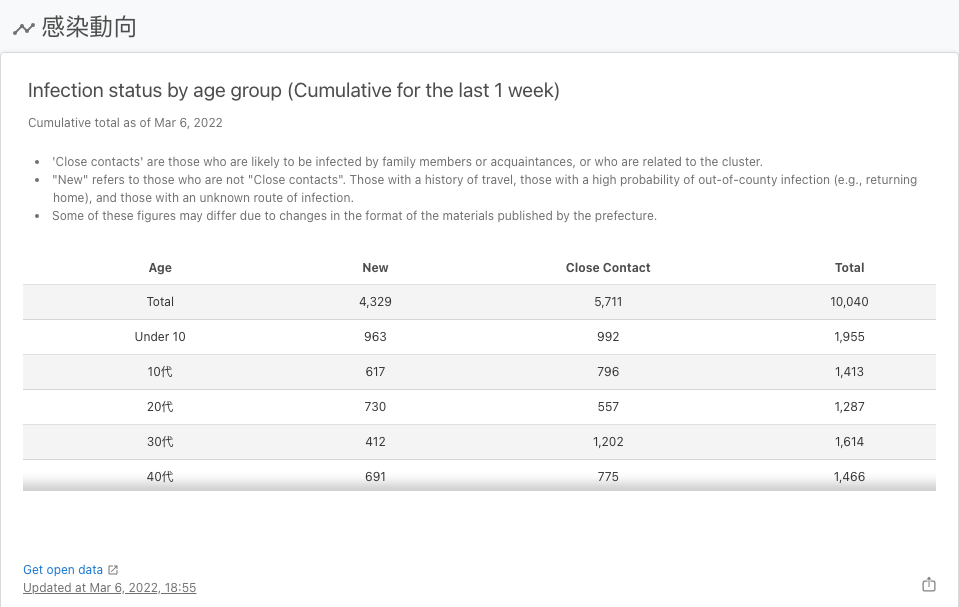 感染動向
Infection status by age group (Cumulative for the last 1 week)
Cumulative total as of Mar 6, 2022
• 'Close contacts' are those who are likely to be infected by family members or acquaintances, or who are related to the cluster.
• "New" refers to those who are not "Close contacts". Those with a history of travel, those with a high probability of out-of-county infection (e.g., returning
home), and those with an unknown route of infection.
• Some of these figures may differ due to changes in the format of the materials published by the prefecture.
Age New Close Contact Total
Total 4,329 5,711 10,040
Under 10 963 992 1,955
10代 617 796 1,413
20代 730 557 1,287
30代 412 1,202 1,614
40代 691 775 1,466
Get open data
Updated at Mar 6, 2022, 18:55